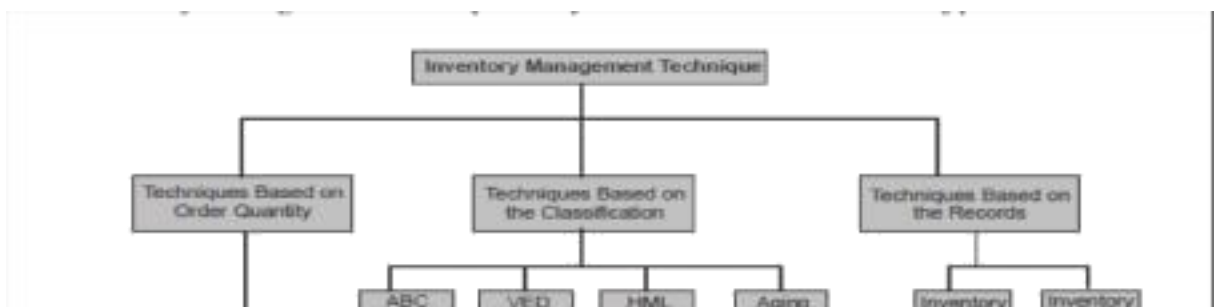 Inventory Management Technique
Techniques Based on
Order Quantity
Techniques Based on
the Classification
Techniques Based on
the Records
ABC
VED
HML
Aging
Inventory
Inventory